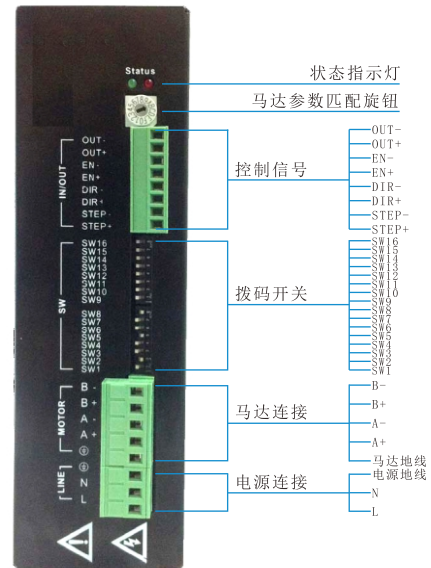 Status
IN/OUT
OUT-
OUT+
EN-
EN+
DIR-
DIR+
STEP-
STEP+
SW
SW16
SW15
SW14
SW13
SW12
SW11
SW10
SW9
SW8
SW7
SW6
SW5
SW4
SW3
SW2
SW1
MOTOR
B-
B+
A-
A+
LINE
N
L
状态指示灯
马达参数匹配旋钮
控制信号
OUT-
OUT+
EN-
EN+
DIR-
DIR+
STEP-
STEP+
拨码开关
SW16
SW15
SW14
SW13
SW12
SW11
SW10
SW9
SW8
SW7
SW6
SW5
SW4
SW3
SW2
SW1
马达连接
B-
B+
A-
A+
马达地线
电源连接
电源地线
N
L